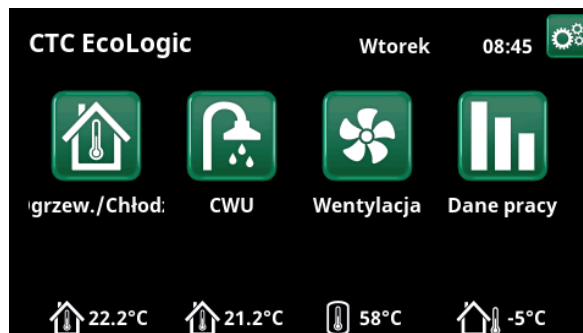 CTC EcoLogic Wtorek 08:45
grzew./Chłod CWU Wentylacja Dane pracy
22.2°C 21.2°C 58°C -5°C